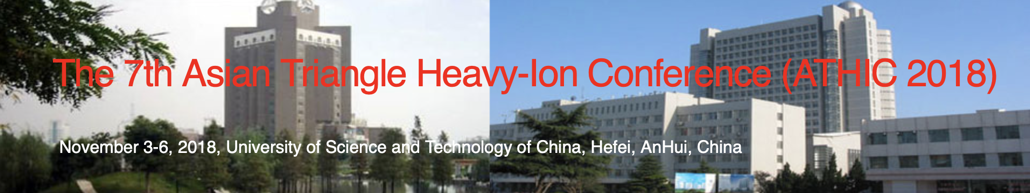 The 7th Asian Triangle Heavy-Ion Conference (ATHIC 2018)
November 3-6, 2018, University of Science and Technology of China, Hefei, AnHui, China